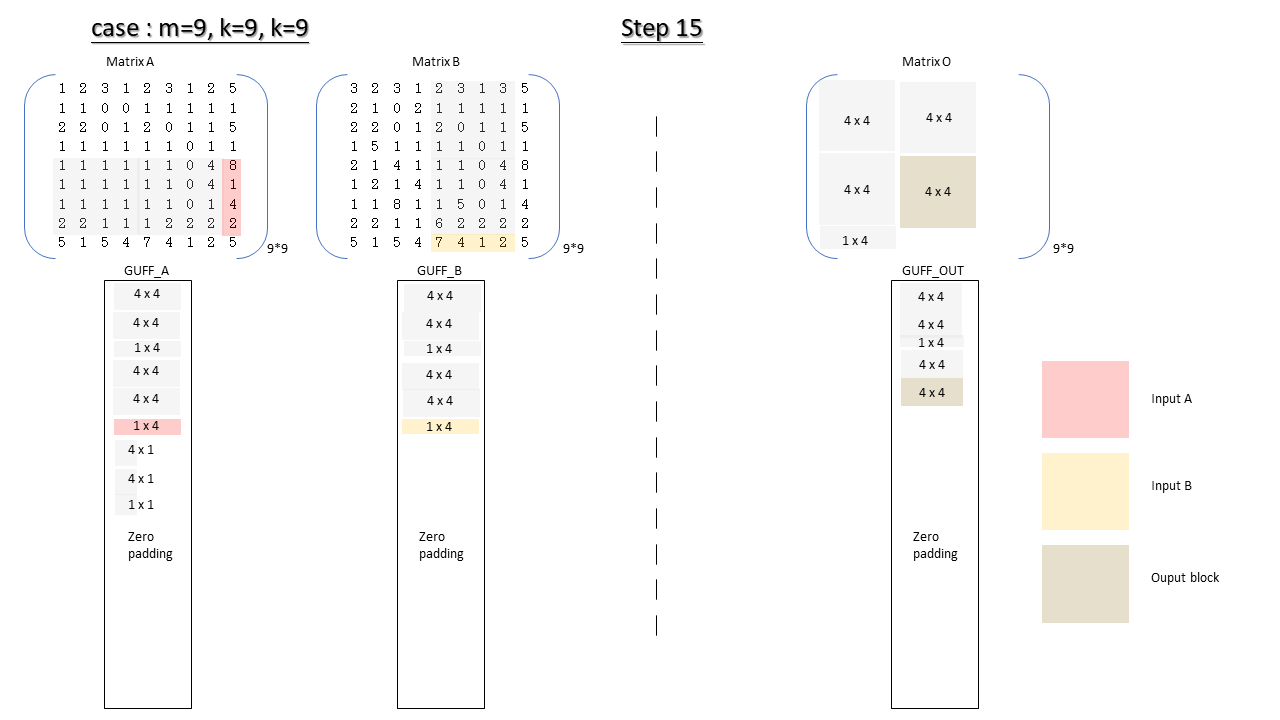 case : m=9, k=9, k=9
Step 15
Matrix A
1 2 3 1 2 3 1 2 5
1 1 0 0 1 1 1 1 1
2 2 0 1 2 0 1 1 5
1 1 1 1 1 1 0 1 1
1 1 1 1 1 1 0 4 8
1 1 1 1 1 1 0 4 1
1 1 1 1 1 1 0 1 4
2 2 1 1 1 2 2 2 2
5 1 5 4 7 4 1 2 5
9*9
Matrix B
3 2 3 1 2 3 1 3 5
2 1 0 2 1 1 1 1 1
2 2 0 1 2 0 1 1 5
1 5 1 1 1 1 0 1 1
2 1 4 1 1 1 0 4 8
1 2 1 4 1 1 0 4 1
1 1 8 1 1 5 0 1 4
2 2 1 1 6 2 2 2 2
5 1 5 4 7 4 1 2 5
9*9
Matrix O
4 x 4
4 x 4
4 x 4
4 x 4
1 x 4
9*9
GUFF_A
4 x 4
4 x 4
1 x 4
4 x 4
4 x 4
1 x 4
4 x 1
4 x 1
1 x 1
Zero
padding
GUFF_B
4 x 4
4 x 4
1 x 4
4 x 4
4 x 4
1 x 4
Zero
padding
GUFF_OUT
4 x 4
4 x 4
1 x 4
4 x 4
4 x 4
Zero
padding
Input A
Input B
Ouput block